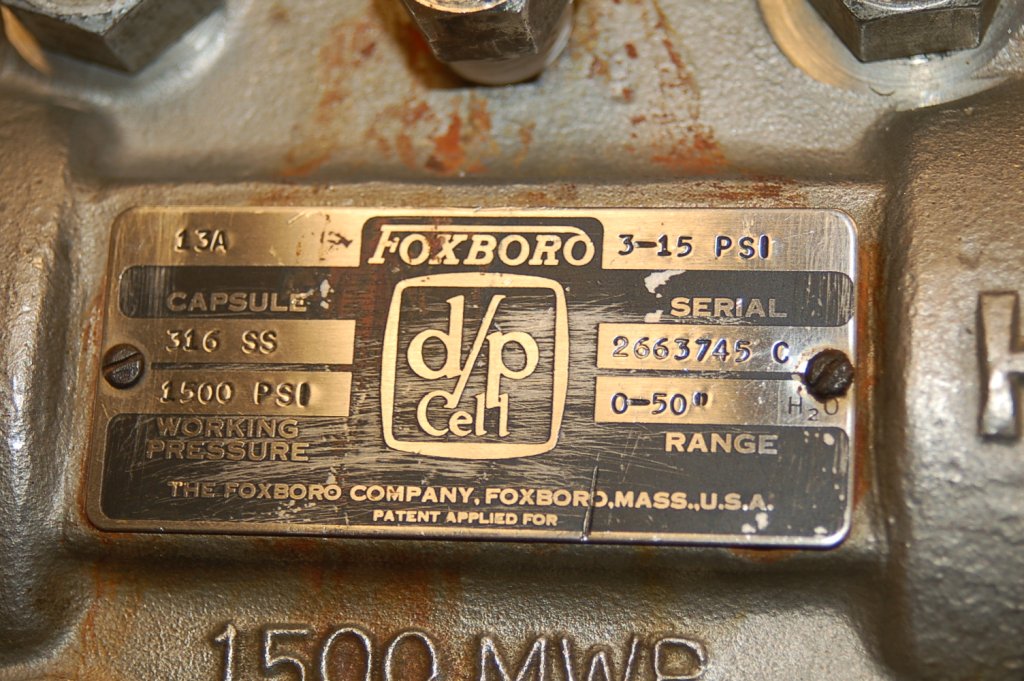 13A FOXBORO 3-15 PSI
CAPSULE SERIAL
316 SS 2663745 C
d/p
Cell
1500 PSI 0-50" H₂O
WORKING
PRESSURE
RANGE
THE FOXBORO COMPANY, FOXBORO, MASS., U.S.A.
PATENT APPLIED FOR
H
1500 MWP